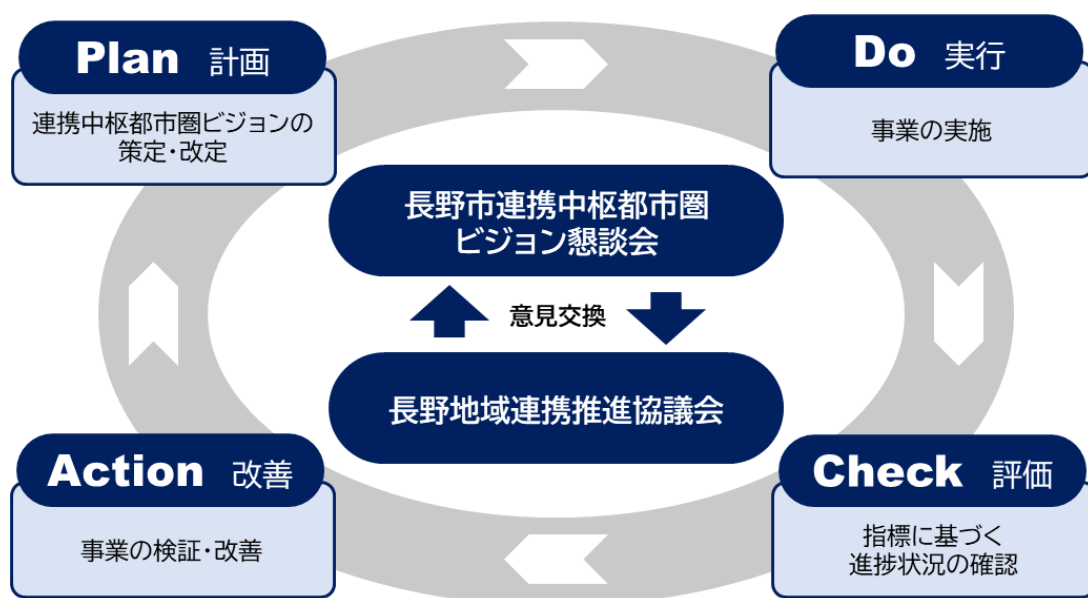 Plan 計画
連携中枢都市圏ビジョンの
策定・改定
Do 実行
事業の実施
長野市連携中枢都市圏
ビジョン懇談会
意見交換
長野地域連携推進協議会
Action 改善
事業の検証・改善
Check 評価
指標に基づく
進捗状況の確認